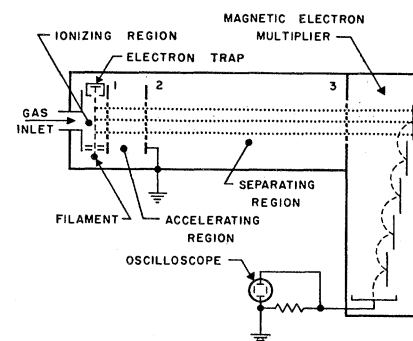 MAGNETIC ELECTRON
MULTIPLIER
IONIZING REGION
ELECTRON TRAP
1
2
3
GAS
INLET
FILAMENT
ACCELERATING
REGION
SEPARATING
REGION
OSCILLOSCOPE